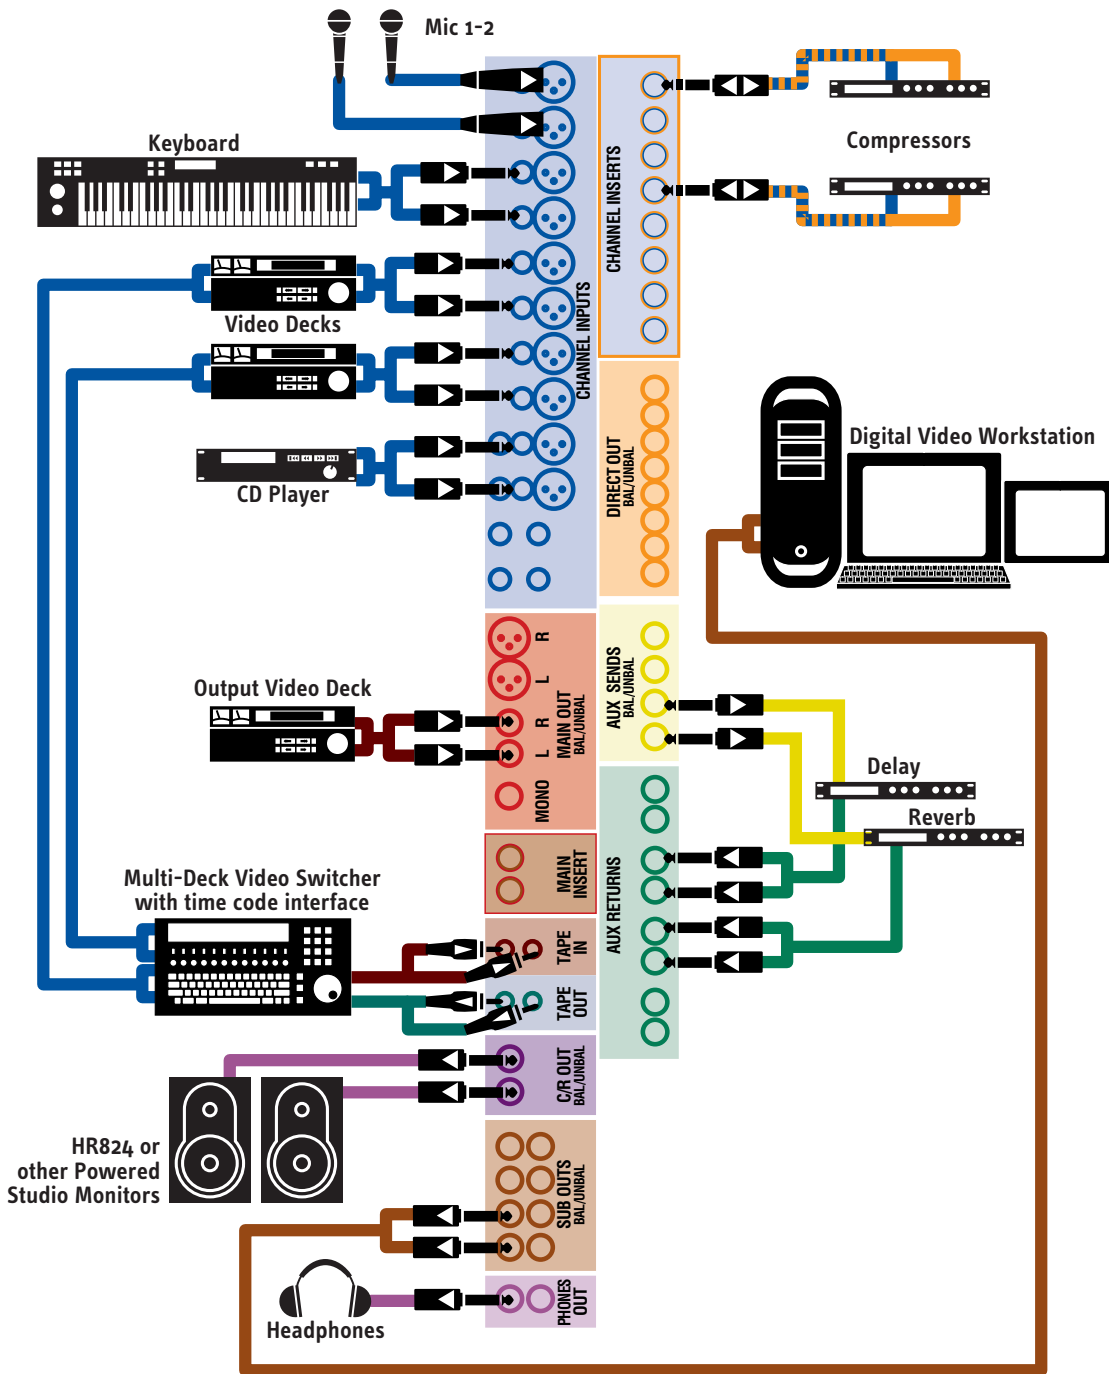 Mic 1-2
Keyboard
Video Decks
CD Player
CHANNEL INPUTS
CHANNEL INSERTS
Compressors
DIRECT OUT
BAL/UNBAL
Digital Video Workstation
Output Video Deck
R
L
R
L
MONO
MAIN OUT
BAL/UNBAL
AUX SENDS
BAL/UNBAL
Delay
Reverb
AUX RETURNS
MAIN
INSERT
Multi-Deck Video Switcher
with time code interface
TAPE
IN
TAPE
OUT
C/R OUT
BAL/UNBAL
HR824 or
other Powered
Studio Monitors
SUB OUTS
BAL/UNBAL
PHONES
OUT
Headphones